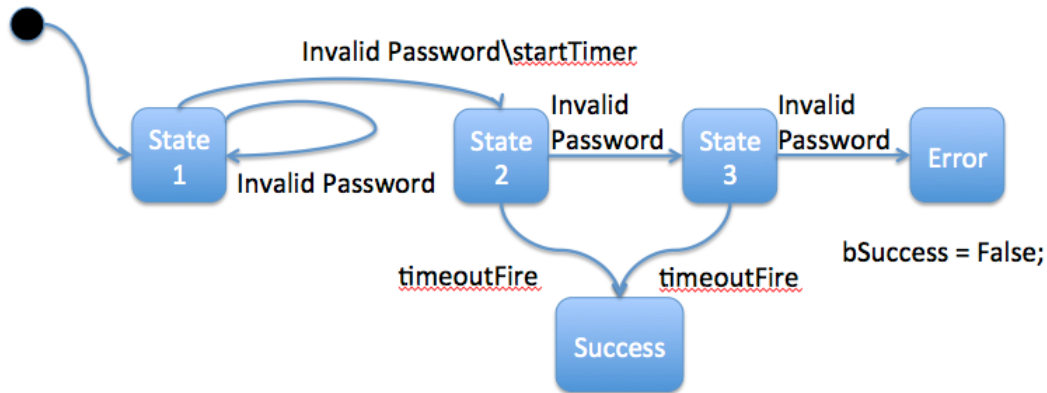 Invalid Password\startTimer
State
1
Invalid Password
State
2
Invalid
Password
State
3
Invalid
Password
Error
bSuccess = False;
timeoutFire
timeoutFire
Success